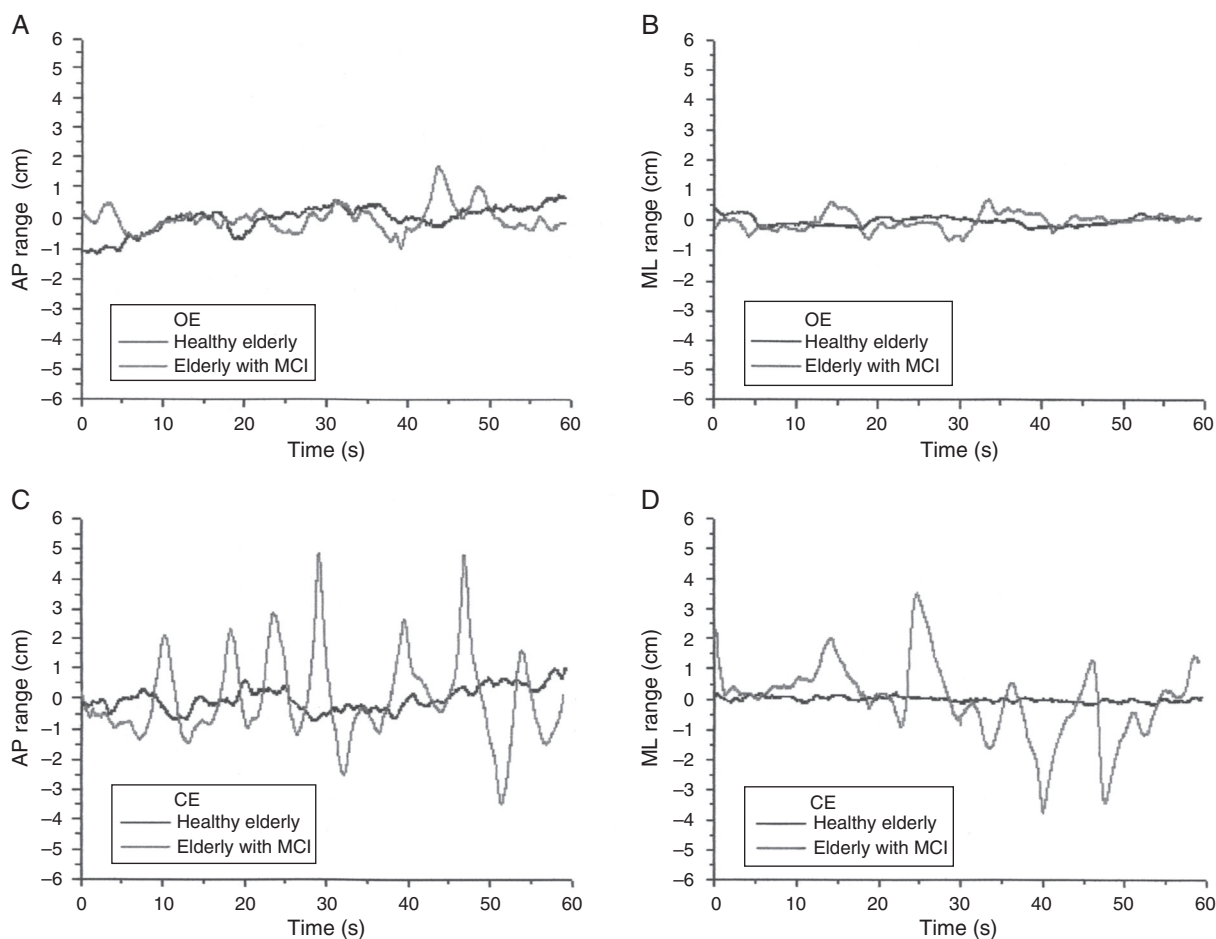 A
6
5
4
3
2
1
0
–1
–2
–3
–4
–5
–6
AP range (cm)
OE
Healthy elderly
Elderly with MCI
0 10 20 30 40 50 60
Time (s)
B
6
5
4
3
2
1
0
–1
–2
–3
–4
–5
–6
ML range (cm)
OE
Healthy elderly
Elderly with MCI
0 10 20 30 40 50 60
Time (s)
C
6
5
4
3
2
1
0
–1
–2
–3
–4
–5
–6
AP range (cm)
CE
Healthy elderly
Elderly with MCI
0 10 20 30 40 50 60
Time (s)
D
6
5
4
3
2
1
0
–1
–2
–3
–4
–5
–6
ML range (cm)
CE
Healthy elderly
Elderly with MCI
0 10 20 30 40 50 60
Time (s)